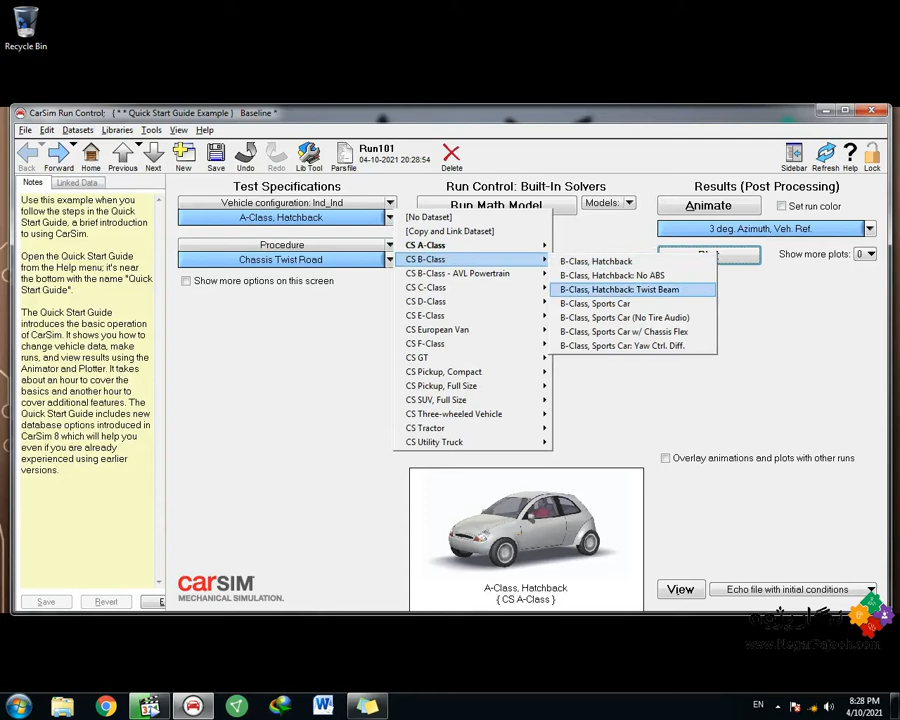 Recycle Bin
CarSim Run Control; { * * Quick Start Guide Example } Baseline *
File Edit Datasets Libraries Tools View Help
Back Forward Home Previous Next New Save Undo Redo Lib Tool Parsfile
Run101
04-10-2021 20:28:54
Delete Sidebar Refresh Help Lock
Notes Linked Data
Use this example when you
follow the steps in the Quick
Start Guide, a brief introduction
to using CarSim.
Open the Quick Start Guide
from the Help menu; it's near
the bottom with the name "Quick
Start Guide".
The Quick Start Guide
introduces the basic operation
of CarSim. It shows you how to
change vehicle data, make
runs, and view results using the
Animator and Plotter. It takes
about an hour to cover the
basics and another hour to
cover additional features. The
Quick Start Guide includes new
database options introduced in
CarSim 8 which will help you
even if you are already
experienced using earlier
versions.
Save Revert E
Test Specifications
Vehicle configuration: Ind_Ind
A-Class, Hatchback
Procedure
Chassis Twist Road
Show more options on this screen
Run Control: Built-In Solvers
Run Math Model
Models:
[No Dataset]
[Copy and Link Dataset]
CS A-Class
CS B-Class
CS B-Class - AVL Powertrain
CS C-Class
CS D-Class
CS E-Class
CS European Van
CS F-Class
CS GT
CS Pickup, Compact
CS Pickup, Full Size
CS SUV, Full Size
CS Three-wheeled Vehicle
CS Tractor
CS Utility Truck
B-Class, Hatchback
B-Class, Hatchback: No ABS
B-Class, Hatchback: Twist Beam
B-Class, Sports Car
B-Class, Sports Car (No Tire Audio)
B-Class, Sports Car w/ Chassis Flex
B-Class, Sports Car: Yaw Ctrl. Diff.
Results (Post Processing)
Animate Set run color
3 deg. Azimuth, Veh. Ref.
Show more plots: 0
Overlay animations and plots with other runs
carSIM
MECHANICAL SIMULATION.
A-Class, Hatchback
{ CS A-Class }
View Echo file with initial conditions
نگار پژوه
www.NegarPajooh.com
EN
8:28 PM
4/10/2021